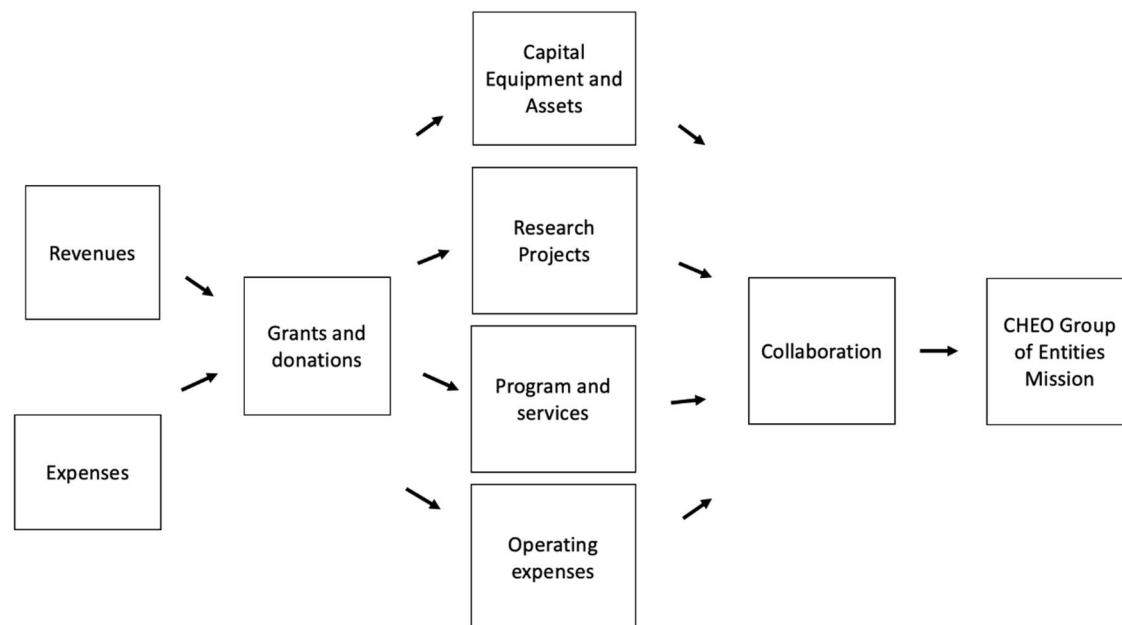 Revenues
Expenses
Grants and
donations
Capital
Equipment and
Assets
Research
Projects
Program and
services
Operating
expenses
Collaboration
CHEO Group
of Entities
Mission